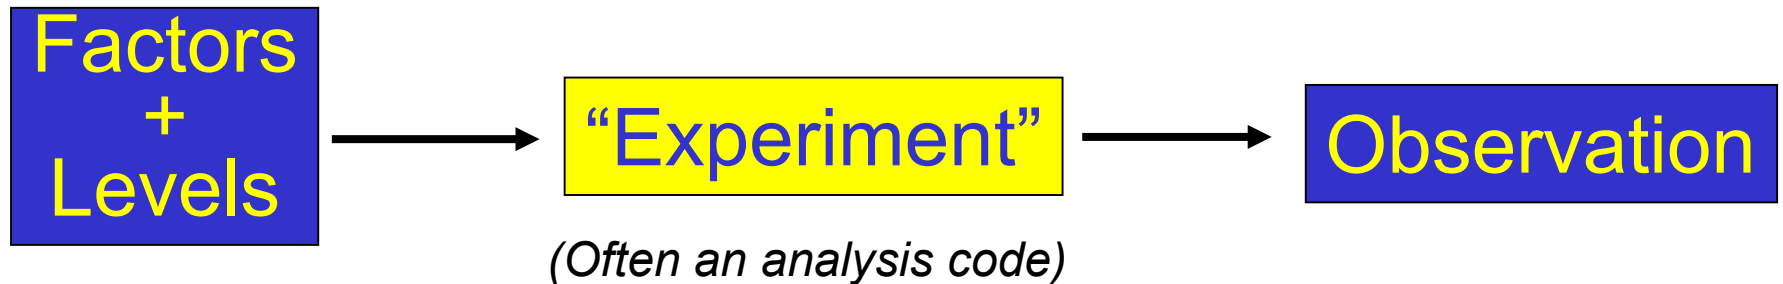 Factors
+
Levels
“Experiment”
(Often an analysis code)
Observation